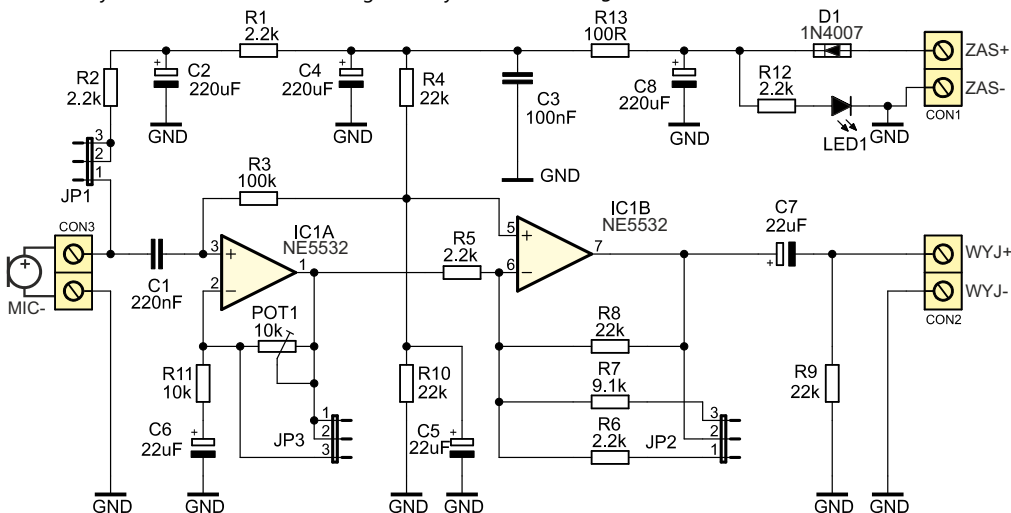 R1
2.2k
R13
100R
D1
1N4007
ZAS+
R2
2.2k
C2
220uF
+
C4
220uF
+
R4
22k
C3
100nF
C8
220uF
+
R12
2.2k
ZAS-
CON1
GND
GND
GND
GND
GND
LED1
3
2
1
JP1
R3
100k
CON3
IC1A
NE5532
3
+
2
−
1
R5
2.2k
IC1B
NE5532
5
+
6
−
7
C7
22uF
+
WYJ+
WYJ-
CON2
MIC-
C1
220nF
POT1
10k
R8
22k
R11
10k
R10
22k
R7
9.1k
R9
22k
C6
22uF
+
JP3
1
2
3
C5
22uF
+
R6
2.2k
JP2
3
2
1
GND
GND
GND
GND
GND
GND